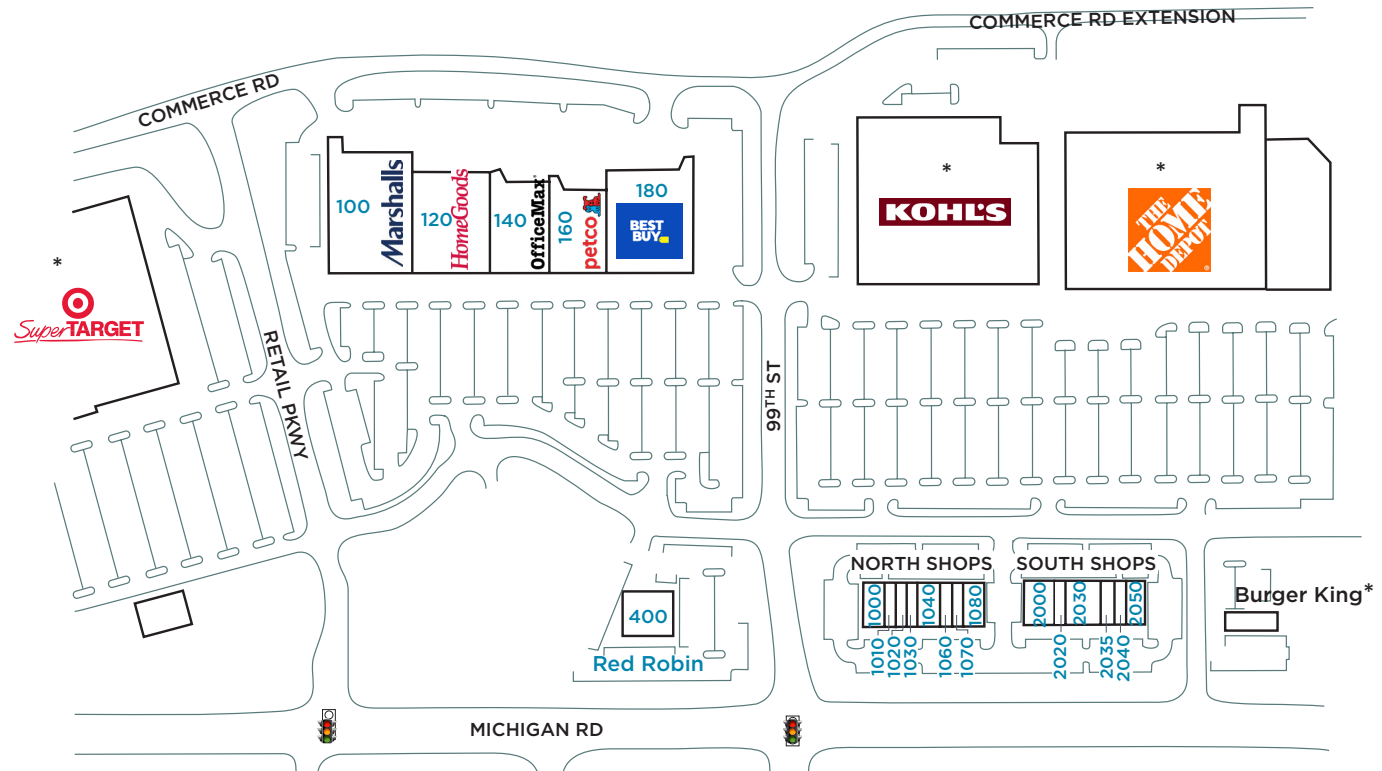 COMMERCE RD EXTENSION
COMMERCE RD
*
SuperTARGET
RETAIL PKWY
100
Marshalls
120
HomeGoods
140
OfficeMax
160
petco
180
BEST
BUY
99TH ST
*
KOHL'S
*
THE
HOME
DEPOT
®
NORTH SHOPS
1000
1010
1020
1030
1040
1060
1070
1080
SOUTH SHOPS
2000
2020
2030
2035
2040
2050
Burger King*
400
Red Robin
MICHIGAN RD